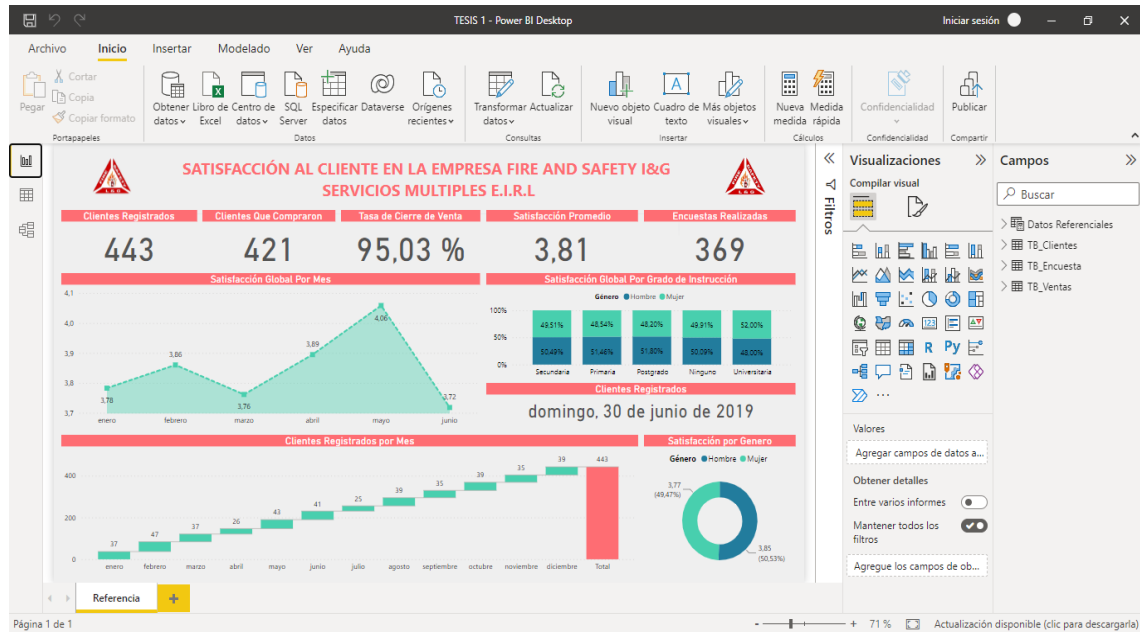 TESIS 1 - Power BI Desktop
Iniciar sesión
Archivo Inicio Insertar Modelado Ver Ayuda
Pegar
Cortar
Copia
Copiar formato
Portapapeles
Obtener datos
Libro de Excel
Centro de datos
SQL Server
Especificar datos
Dataverse
Orígenes recientes
Datos
Transformar datos
Actualizar
Consultas
Nuevo objeto visual
Cuadro de texto
Más objetos visuales
Insertar
Nueva medida
Medida rápida
Cálculos
Confidencialidad
Confidencialidad
Publicar
Compartir
SATISFACCIÓN AL CLIENTE EN LA EMPRESA FIRE AND SAFETY I&G
SERVICIOS MULTIPLES E.I.R.L
Clientes Registrados
443
Clientes Que Compraron
421
Tasa de Cierre de Venta
95,03 %
Satisfacción Promedio
3,81
Encuestas Realizadas
369
Satisfacción Global Por Mes
4,1
4,0
3,9
3,8
3,7
3,78
3,86
3,76
3,89
4,06
3,72
enero febrero marzo abril mayo junio
Satisfacción Global Por Grado de Instrucción
Género Hombre Mujer
100%
50%
0%
49,51% 48,54% 48,20% 49,91% 52,00%
50,49% 51,46% 51,80% 50,09% 48,00%
Secundaria Primaria Postgrado Ninguno Universitaria
Clientes Registrados
domingo, 30 de junio de 2019
Clientes Registrados por Mes
400
200
0
37 47 37 26 43 41 25 39 35 39 35 39 443
enero febrero marzo abril mayo junio julio agosto septiembre octubre noviembre diciembre Total
Satisfacción por Genero
Género Hombre Mujer
3,77
(49,47%)
3,85
(50,53%)
Filtros
Visualizaciones
Compilar visual
123
R Py
Valores
Agregar campos de datos a...
Obtener detalles
Entre varios informes
Mantener todos los
filtros
Agregue los campos de ob...
Campos
Buscar
Datos Referenciales
TB_Clientes
TB_Encuesta
TB_Ventas
Referencia
+
Página 1 de 1
- + 71 %
Actualización disponible (clic para descargarla)